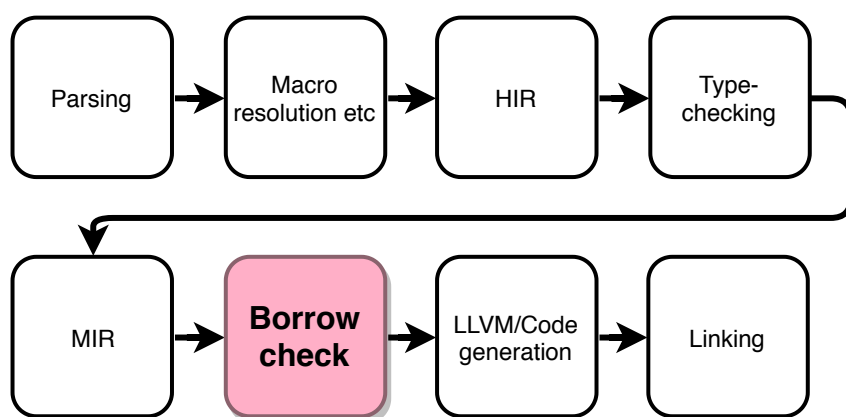 Parsing
Macro
resolution etc
HIR
Type-
checking
MIR
Borrow
check
LLVM/Code
generation
Linking